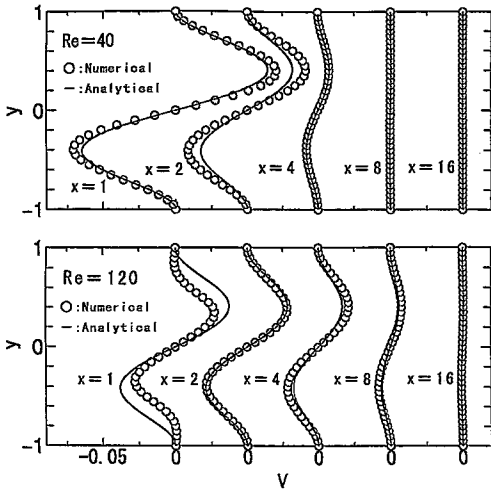 1
Re=40
○:Numerical
—:Analytical
y
0
x=1
x=2
x=4
x=8
x=16
-1
1
Re=120
○:Numerical
—:Analytical
y
0
x=1
x=2
x=4
x=8
x=16
-1
-0.05
0
0
0
0
0
V